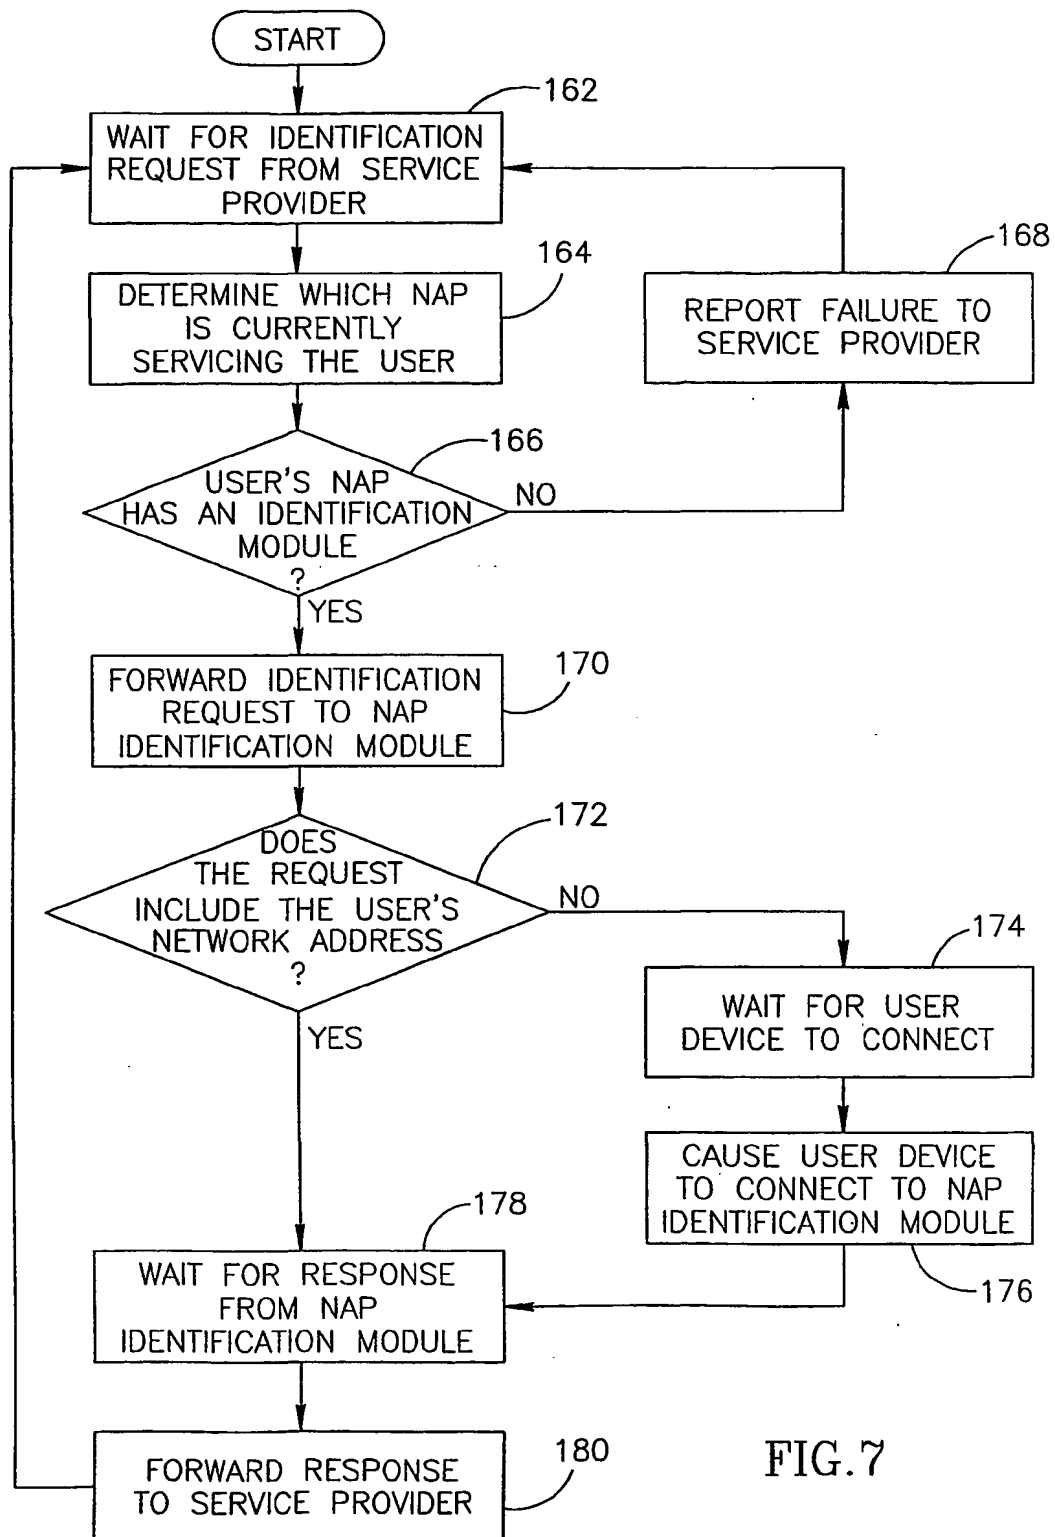 START
162
WAIT FOR IDENTIFICATION
REQUEST FROM SERVICE
PROVIDER
164
DETERMINE WHICH NAP
IS CURRENTLY
SERVICING THE USER
168
REPORT FAILURE TO
SERVICE PROVIDER
166
USER'S NAP
HAS AN IDENTIFICATION
MODULE
?
NO
YES
170
FORWARD IDENTIFICATION
REQUEST TO NAP
IDENTIFICATION MODULE
172
DOES
THE REQUEST
INCLUDE THE USER'S
NETWORK ADDRESS
?
NO
YES
174
WAIT FOR USER
DEVICE TO CONNECT
CAUSE USER DEVICE
TO CONNECT TO NAP
IDENTIFICATION MODULE
176
178
WAIT FOR RESPONSE
FROM NAP
IDENTIFICATION MODULE
180
FORWARD RESPONSE
TO SERVICE PROVIDER
FIG.7